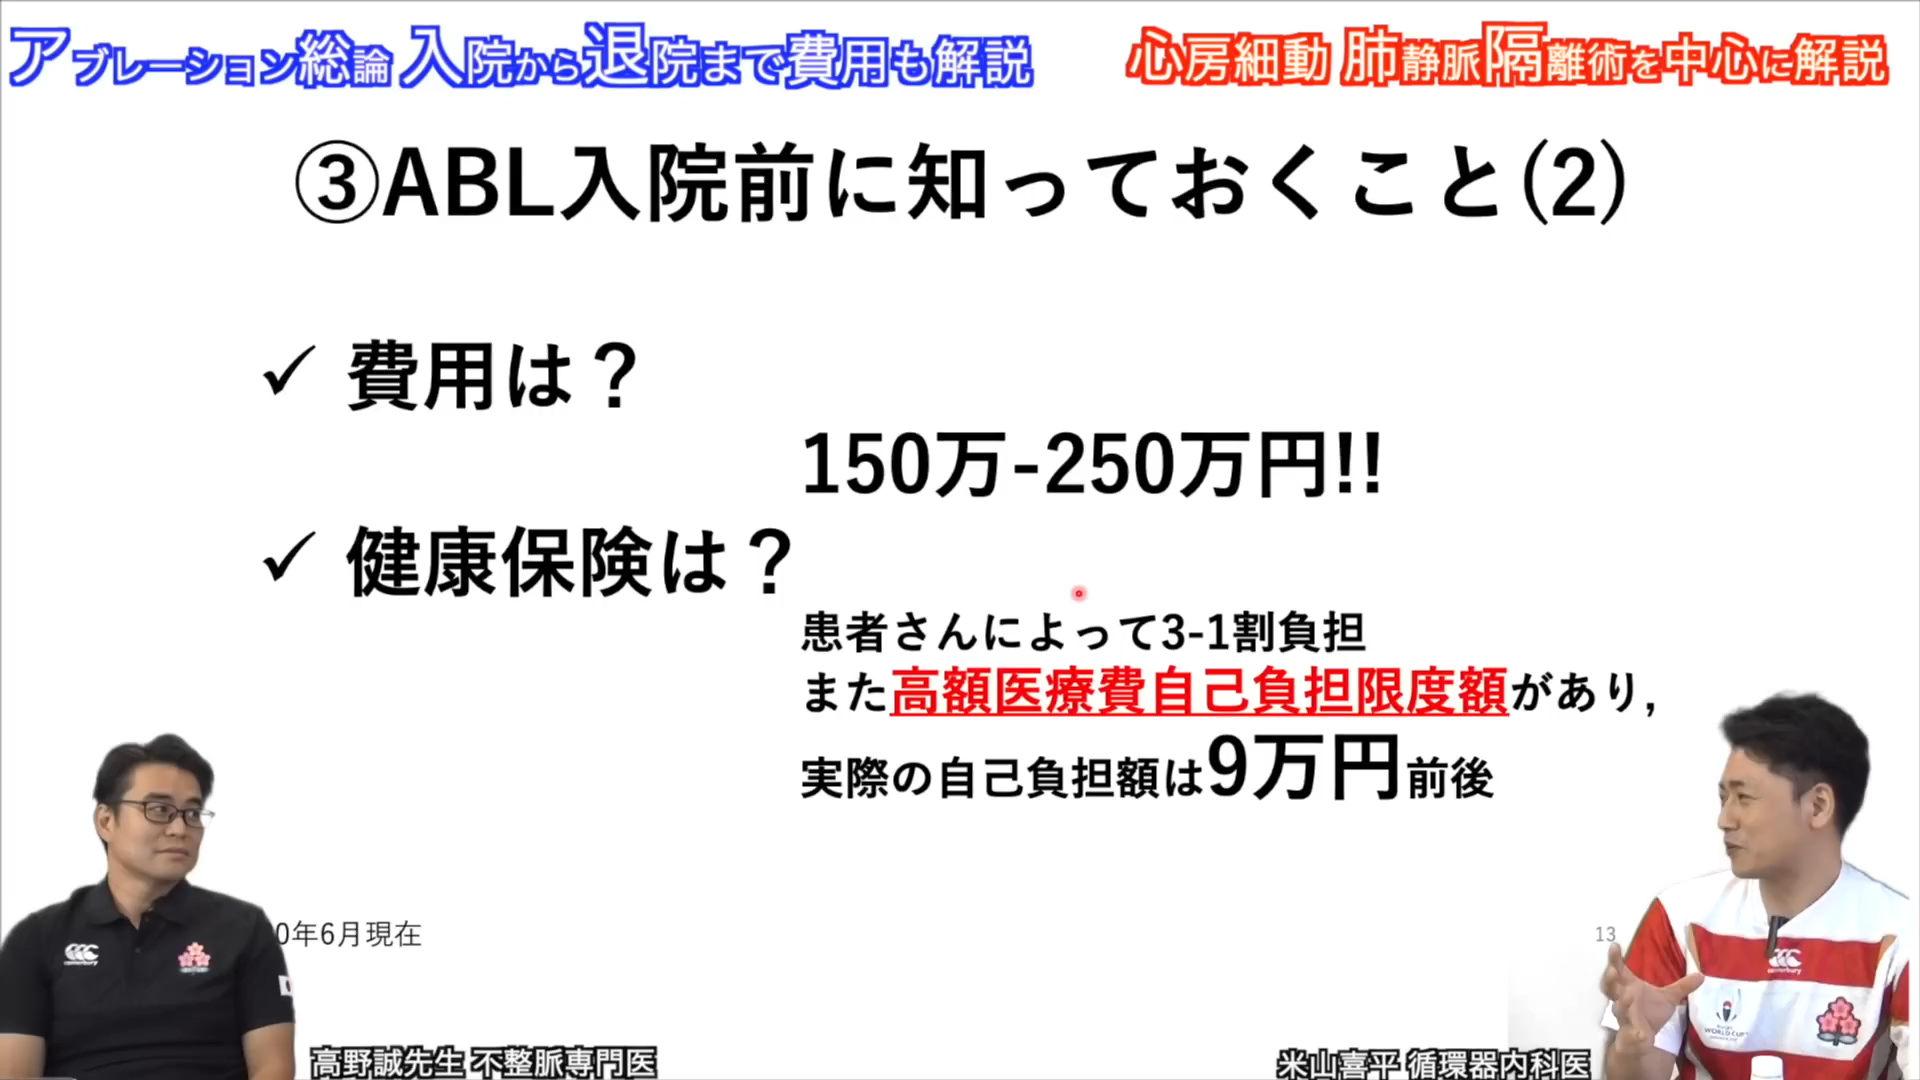 アブレーション総論 入院から退院まで費用も解説
心房細動 肺静脈隔離術を中心に解説
③ABL入院前に知っておくこと(2)
✓ 費用は？
150万-250万円!!
✓ 健康保険は？
患者さんによって3-1割負担
また高額医療費自己負担限度額があり,
実際の自己負担額は9万円前後
0年6月現在
13
canterbury
canterbury
WORLD CUP
高野誠先生 不整脈専門医
米山喜平 循環器内科医